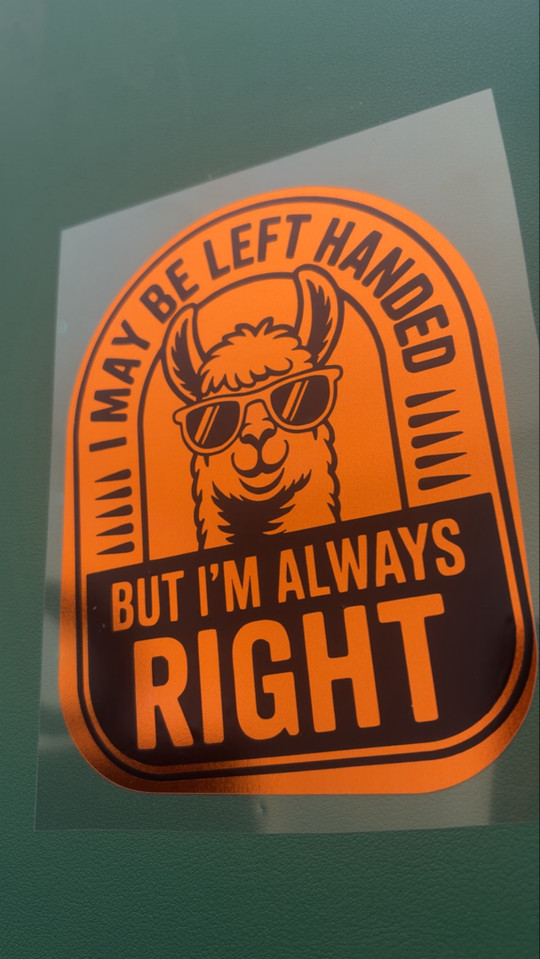 I MAY BE LEFT HANDED
BUT I'M ALWAYS
RIGHT